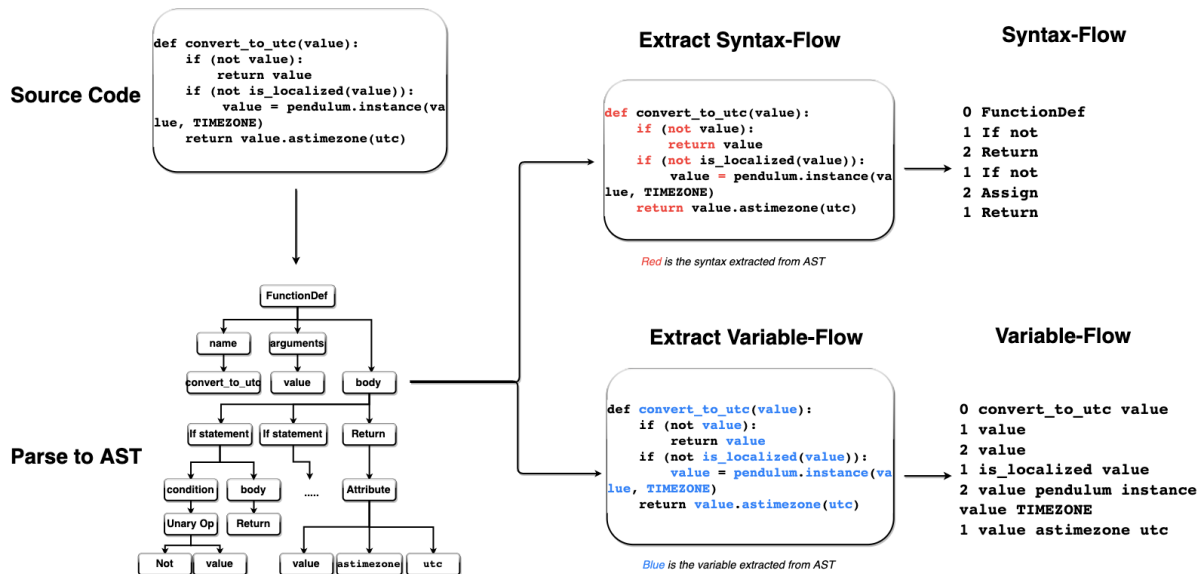 Source Code
def convert_to_utc(value):
if (not value):
return value
if (not is_localized(value)):
value = pendulum.instance(va
lue, TIMEZONE)
return value.astimezone(utc)
Parse to AST
FunctionDef
name
arguments
convert_to_utc
value
body
If statement
If statement
Return
condition
body
.....
Attribute
Unary Op
Return
Not
value
value
astimezone
utc
Extract Syntax-Flow
def convert_to_utc(value):
if (not value):
return value
if (not is_localized(value)):
value = pendulum.instance(va
lue, TIMEZONE)
return value.astimezone(utc)
Red is the syntax extracted from AST
Syntax-Flow
0 FunctionDef
1 If not
2 Return
1 If not
2 Assign
1 Return
Extract Variable-Flow
def convert_to_utc(value):
if (not value):
return value
if (not is_localized(value)):
value = pendulum.instance(va
lue, TIMEZONE)
return value.astimezone(utc)
Blue is the variable extracted from AST
Variable-Flow
0 convert_to_utc value
1 value
2 value
1 is_localized value
2 value pendulum instance
value TIMEZONE
1 value astimezone utc